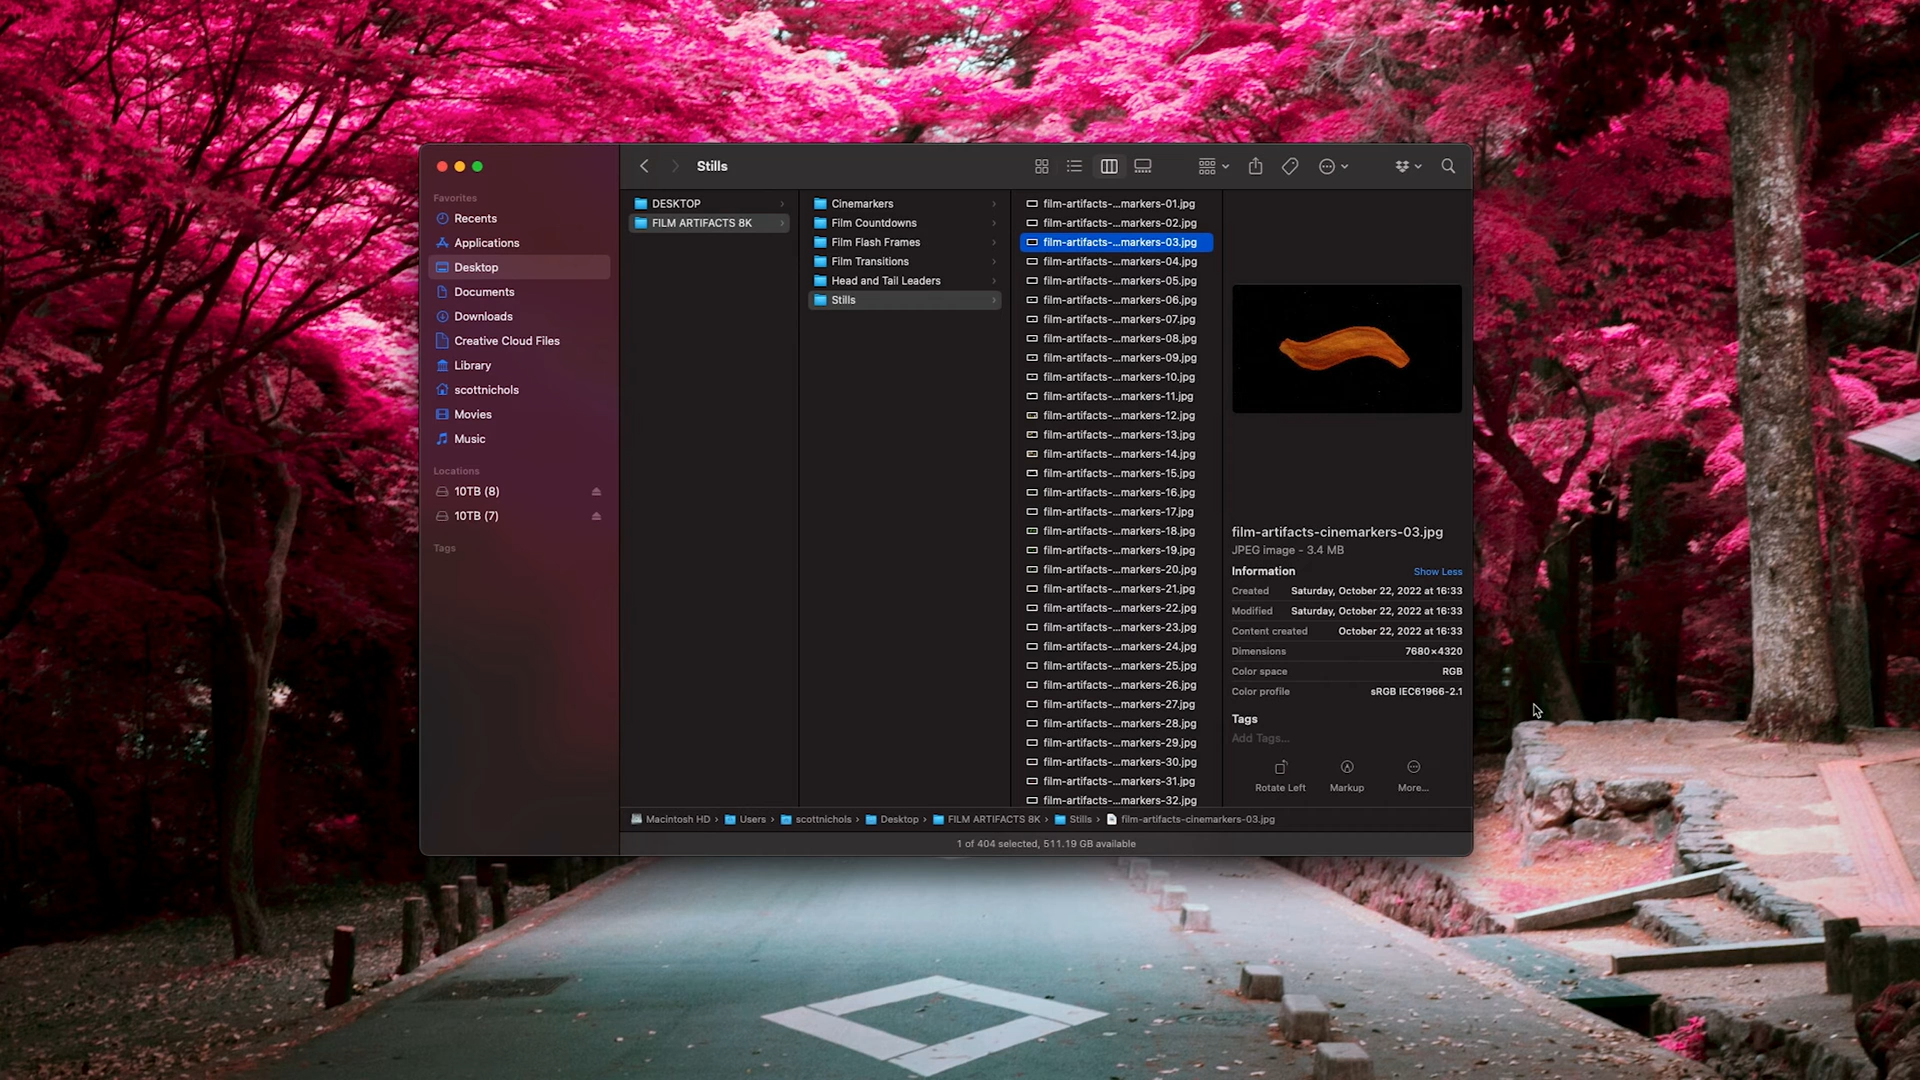 Stills
Favorites
Recents
Applications
Desktop
Documents
Downloads
Creative Cloud Files
Library
scottnichols
Movies
Music
Locations
10TB (8)
10TB (7)
Tags
DESKTOP
FILM ARTIFACTS 8K
Cinemarkers
Film Countdowns
Film Flash Frames
Film Transitions
Head and Tail Leaders
Stills
film-artifacts-...markers-01.jpg
film-artifacts-...markers-02.jpg
film-artifacts-...markers-03.jpg
film-artifacts-...markers-04.jpg
film-artifacts-...markers-05.jpg
film-artifacts-...markers-06.jpg
film-artifacts-...markers-07.jpg
film-artifacts-...markers-08.jpg
film-artifacts-...markers-09.jpg
film-artifacts-...markers-10.jpg
film-artifacts-...markers-11.jpg
film-artifacts-...markers-12.jpg
film-artifacts-...markers-13.jpg
film-artifacts-...markers-14.jpg
film-artifacts-...markers-15.jpg
film-artifacts-...markers-16.jpg
film-artifacts-...markers-17.jpg
film-artifacts-...markers-18.jpg
film-artifacts-...markers-19.jpg
film-artifacts-...markers-20.jpg
film-artifacts-...markers-21.jpg
film-artifacts-...markers-22.jpg
film-artifacts-...markers-23.jpg
film-artifacts-...markers-24.jpg
film-artifacts-...markers-25.jpg
film-artifacts-...markers-26.jpg
film-artifacts-...markers-27.jpg
film-artifacts-...markers-28.jpg
film-artifacts-...markers-29.jpg
film-artifacts-...markers-30.jpg
film-artifacts-...markers-31.jpg
film-artifacts-...markers-32.jpg
film-artifacts-cinemarkers-03.jpg
JPEG image - 3.4 MB
Information Show Less
Created Saturday, October 22, 2022 at 16:33
Modified Saturday, October 22, 2022 at 16:33
Content created October 22, 2022 at 16:33
Dimensions 7680×4320
Color space RGB
Color profile sRGB IEC61966-2.1
Tags
Add Tags...
Rotate Left Markup More...
Macintosh HD › Users › scottnichols › Desktop › FILM ARTIFACTS 8K › Stills › film-artifacts-cinemarkers-03.jpg
1 of 404 selected, 511.19 GB available